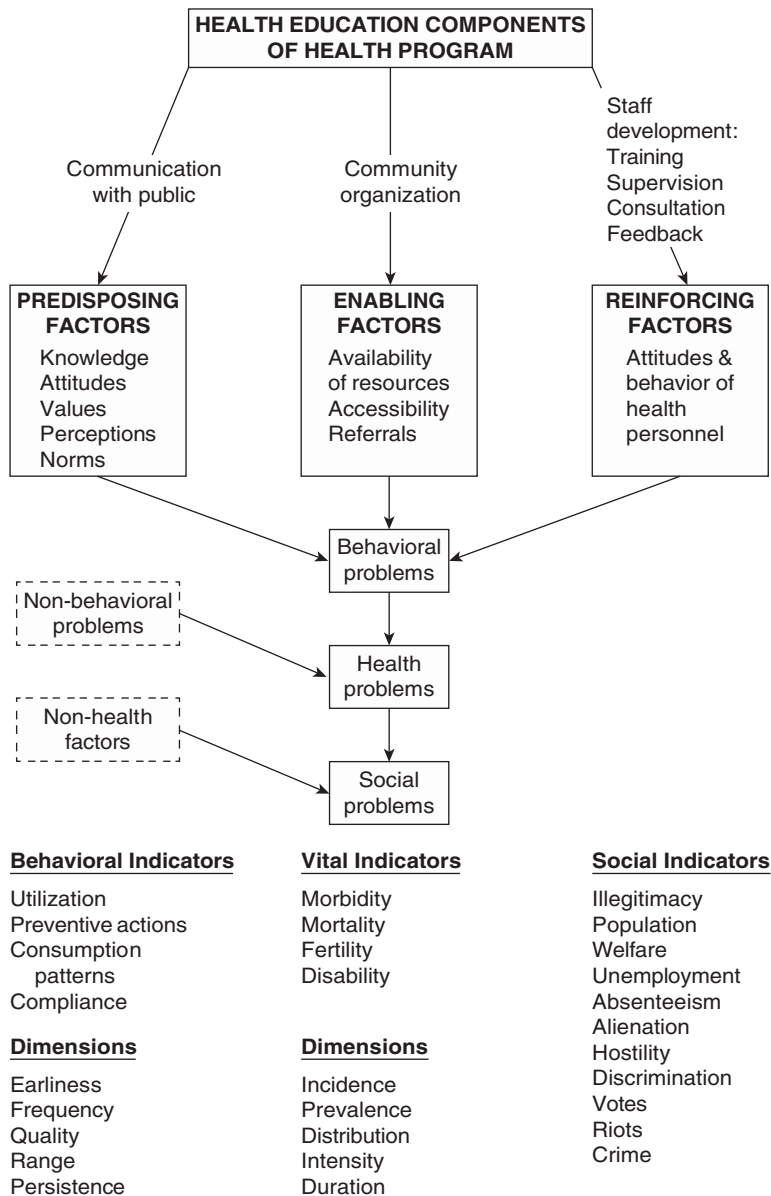 HEALTH EDUCATION COMPONENTS
OF HEALTH PROGRAM
Communication
with public
Community
organization
Staff
development:
Training
Supervision
Consultation
Feedback
PREDISPOSING
FACTORS
Knowledge
Attitudes
Values
Perceptions
Norms
ENABLING
FACTORS
Availability
of resources
Accessibility
Referrals
REINFORCING
FACTORS
Attitudes &
behavior of
health
personnel
Behavioral
problems
Non-behavioral
problems
Health
problems
Non-health
factors
Social
problems
Behavioral Indicators
Utilization
Preventive actions
Consumption
patterns
Compliance
Dimensions
Earliness
Frequency
Quality
Range
Persistence
Vital Indicators
Morbidity
Mortality
Fertility
Disability
Dimensions
Incidence
Prevalence
Distribution
Intensity
Duration
Social Indicators
Illegitimacy
Population
Welfare
Unemployment
Absenteeism
Alienation
Hostility
Discrimination
Votes
Riots
Crime